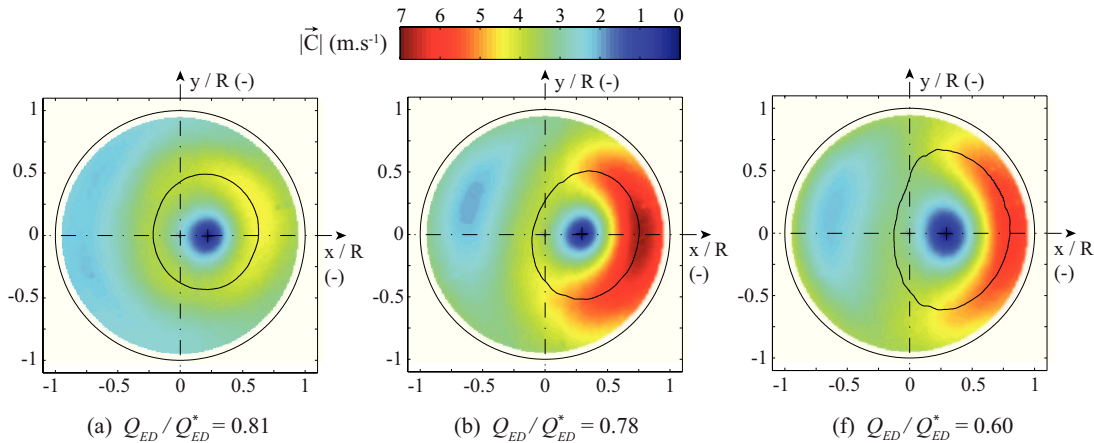 7 6 5 4 3 2 1 0
|C⃗| (m.s⁻¹)
y / R (-) y / R (-) y / R (-)
1 1 1
0.5 0.5 0.5
0 0 0
x / R x / R x / R
(-) (-) (-)
-0.5 -0.5 -0.5
-1 -1 -1
-1 -0.5 0 0.5 1 -1 -0.5 0 0.5 1 -1 -0.5 0 0.5 1
(a) Q_ED / Q*_ED = 0.81 (b) Q_ED / Q*_ED = 0.78 (f) Q_ED / Q*_ED = 0.60